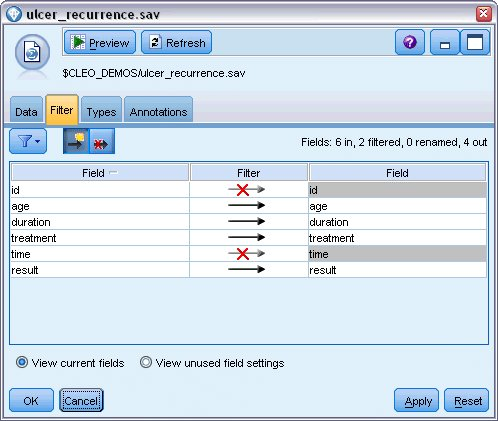 ulcer_recurrence.sav
Preview Refresh
$CLEO_DEMOS/ulcer_recurrence.sav
Data Filter Types Annotations
Fields: 6 in, 2 filtered, 0 renamed, 4 out
Field Filter Field
id id
age age
duration duration
treatment treatment
time time
result result
View current fields View unused field settings
OK Cancel Apply Reset